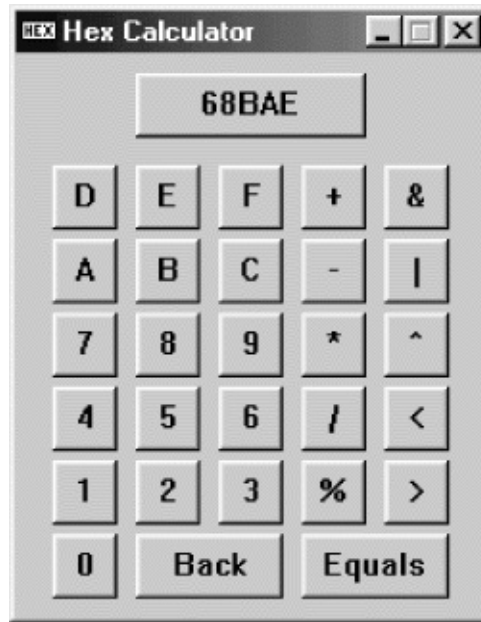 HEX Hex Calculator
68BAE
D E F + &
A B C - |
7 8 9 * ^
4 5 6 / <
1 2 3 % >
0 Back Equals